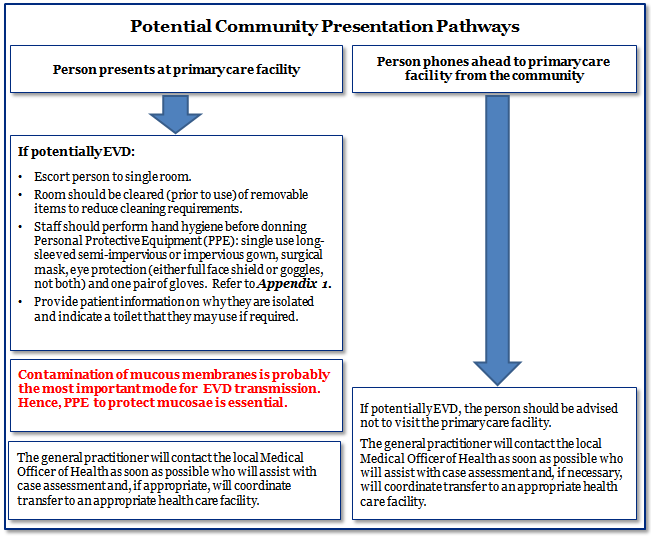 Potential Community Presentation Pathways
Person presents at primary care facility
Person phones ahead to primary care
facility from the community
If potentially EVD:
• Escort person to single room.
• Room should be cleared (prior to use) of removable
items to reduce cleaning requirements.
• Staff should perform hand hygiene before donning
Personal Protective Equipment (PPE): single use long-
sleeved semi-impervious or impervious gown, surgical
mask, eye protection (either full face shield or goggles,
not both) and one pair of gloves. Refer to Appendix 1.
• Provide patient information on why they are isolated
and indicate a toilet that they may use if required.
Contamination of mucous membranes is probably
the most important mode for EVD transmission.
Hence, PPE to protect mucosae is essential.
The general practitioner will contact the local Medical
Officer of Health as soon as possible who will assist with
case assessment and, if appropriate, will coordinate
transfer to an appropriate health care facility.
If potentially EVD, the person should be advised
not to visit the primary care facility.
The general practitioner will contact the local
Medical Officer of Health as soon as possible who
will assist with case assessment and, if necessary,
will coordinate transfer to an appropriate health
care facility.